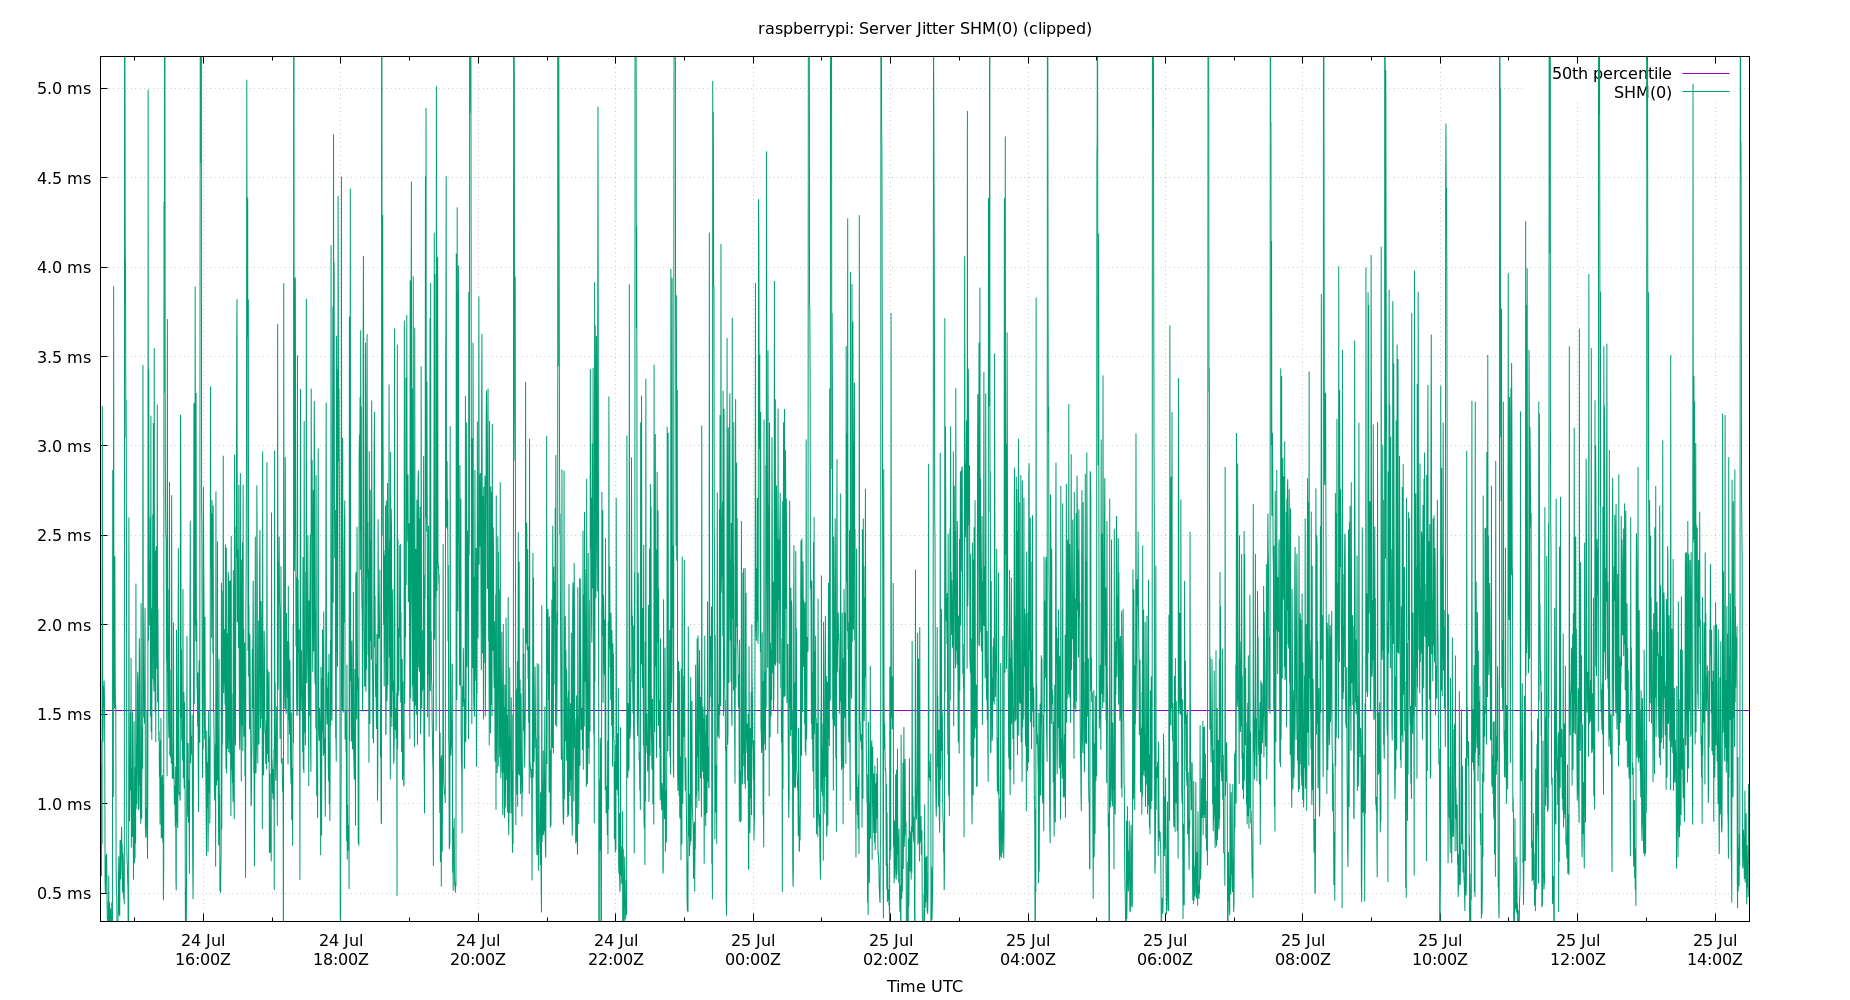 raspberrypi: Server Jitter SHM(0) (clipped)
50th percentile
SHM(0)
5.0 ms
4.5 ms
4.0 ms
3.5 ms
3.0 ms
2.5 ms
2.0 ms
1.5 ms
1.0 ms
0.5 ms
24 Jul 24 Jul 24 Jul 24 Jul 25 Jul 25 Jul 25 Jul 25 Jul 25 Jul 25 Jul 25 Jul 25 Jul
16:00Z 18:00Z 20:00Z 22:00Z 00:00Z 02:00Z 04:00Z 06:00Z 08:00Z 10:00Z 12:00Z 14:00Z
Time UTC